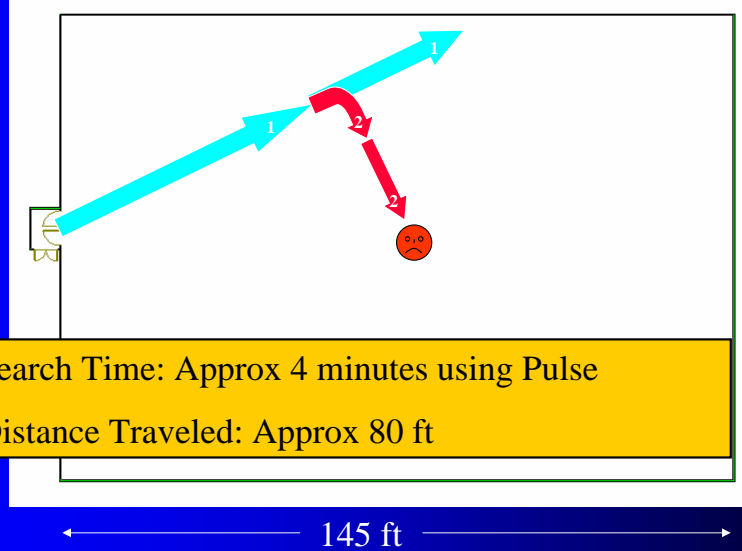 1
1
2
2
earch Time: Approx 4 minutes using Pulse
istance Traveled: Approx 80 ft
145 ft